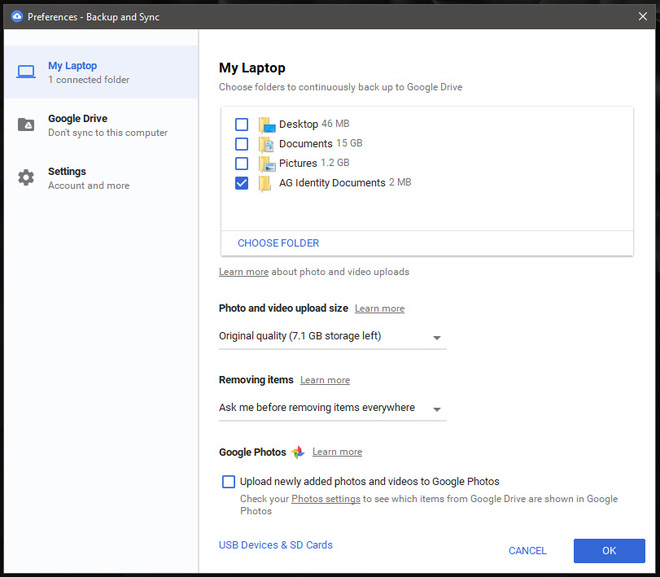 Preferences - Backup and Sync
My Laptop
1 connected folder
Google Drive
Don't sync to this computer
Settings
Account and more
My Laptop
Choose folders to continuously back up to Google Drive
Desktop 46 MB
Documents 15 GB
Pictures 1.2 GB
AG Identity Documents 2 MB
CHOOSE FOLDER
Learn more about photo and video uploads
Photo and video upload size Learn more
Original quality (7.1 GB storage left)
Removing items Learn more
Ask me before removing items everywhere
Google Photos Learn more
Upload newly added photos and videos to Google Photos
Check your Photos settings to see which items from Google Drive are shown in Google
Photos
USB Devices & SD Cards
CANCEL
OK